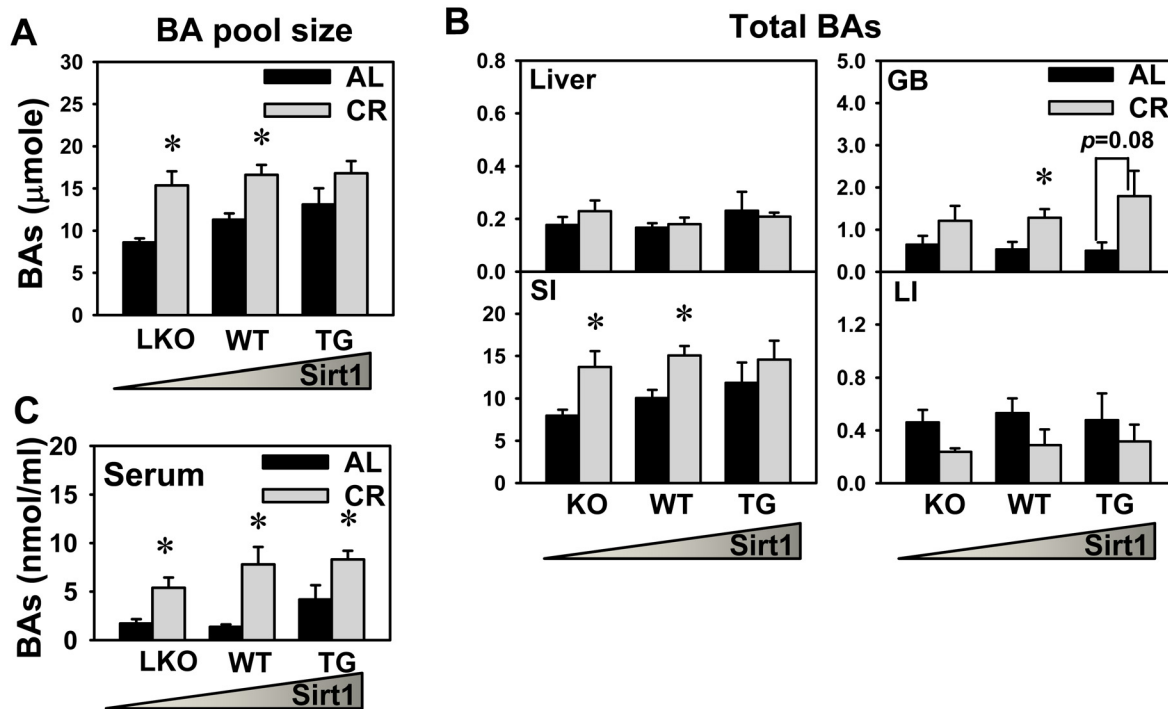 A
BA pool size
30
25
20
15
10
5
0
BAs (μmole)
AL
CR
*
*
LKO WT TG
Sirt1
B
Total BAs
Liver
0.8
0.6
0.4
0.2
0.0
GB
5.0
4.0
3.0
2.0
1.0
0.0
AL
CR
p=0.08
*
SI
20
15
10
5
0
*
*
KO WT TG
Sirt1
LI
1.2
0.8
0.4
0.0
KO WT TG
Sirt1
C
Serum
20
15
10
5
0
BAs (nmol/ml)
AL
CR
*
*
*
LKO WT TG
Sirt1